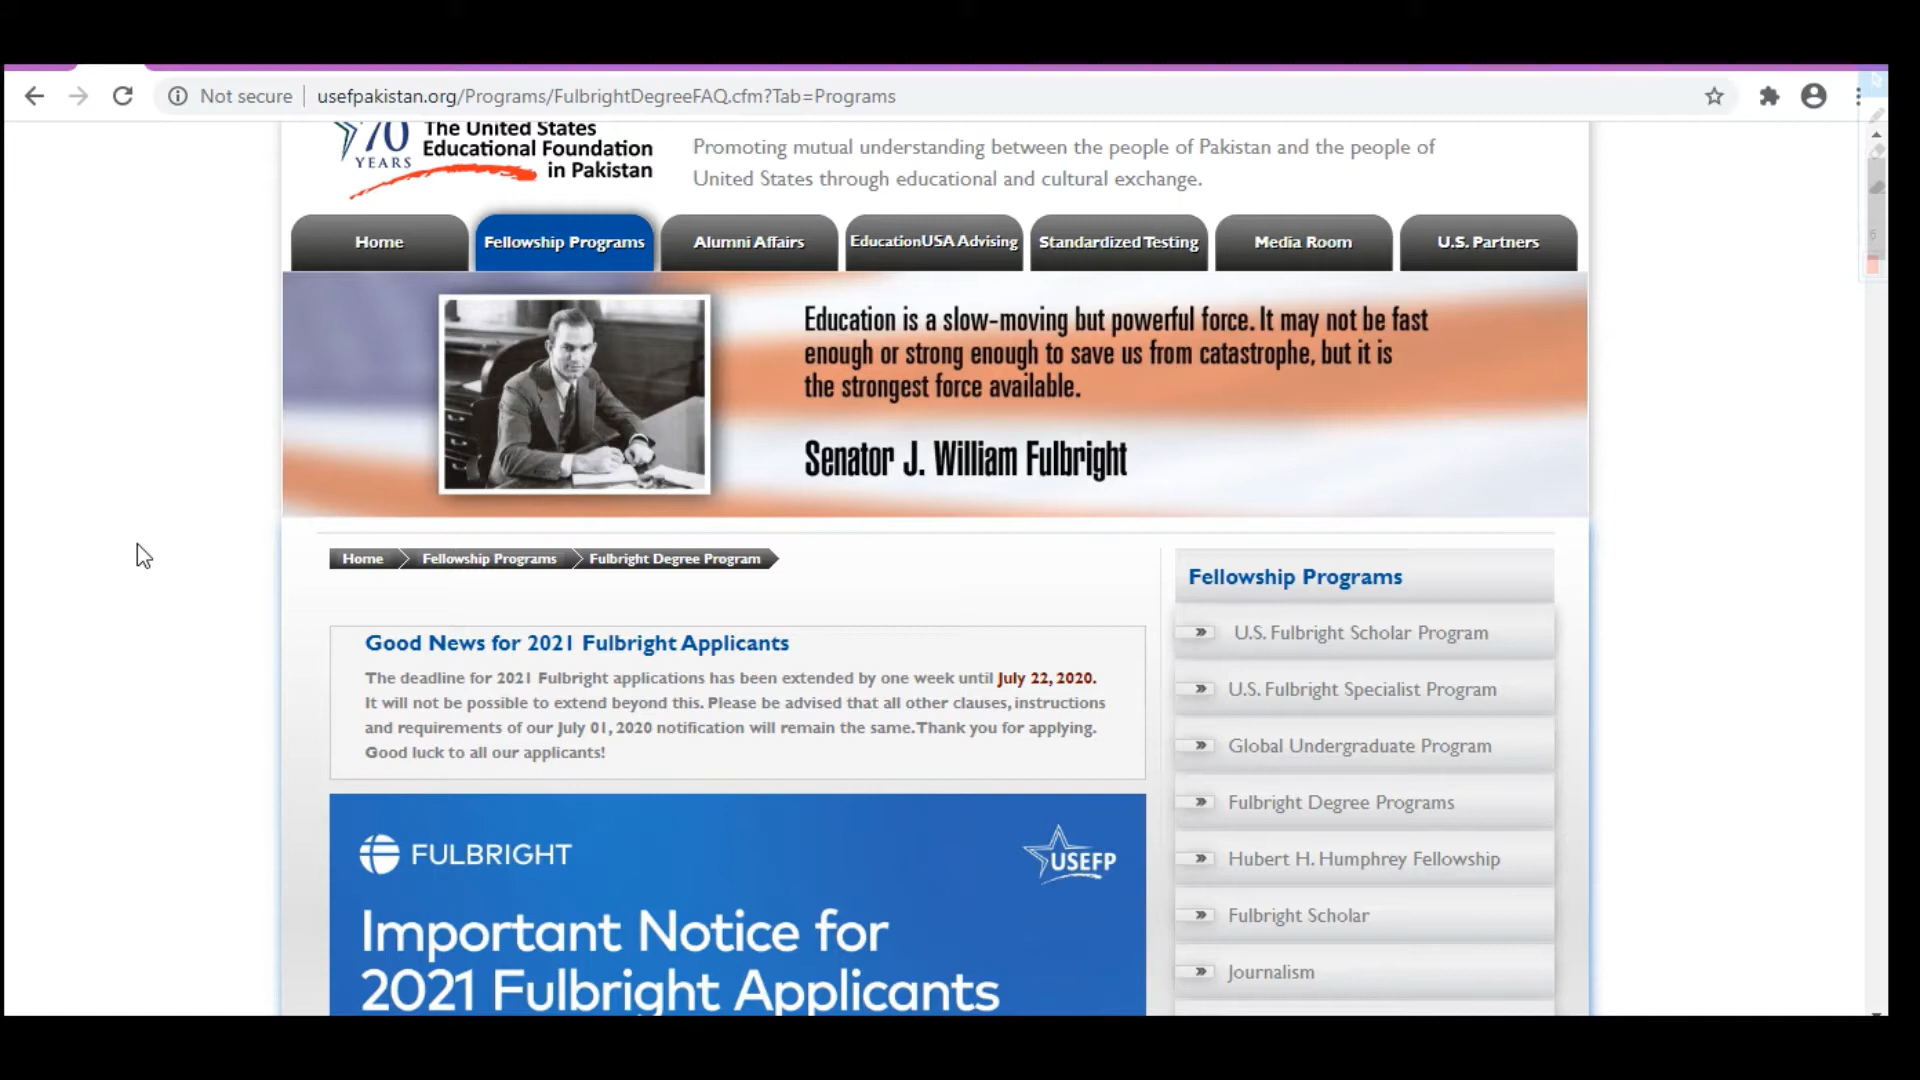 Not secure
usefpakistan.org/Programs/FulbrightDegreeFAQ.cfm?Tab=Programs
70
YEARS
The United States
Educational Foundation
in Pakistan
Promoting mutual understanding between the people of Pakistan and the people of
United States through educational and cultural exchange.
Home
Fellowship Programs
Alumni Affairs
EducationUSA Advising
Standardized Testing
Media Room
U.S. Partners
Education is a slow-moving but powerful force. It may not be fast
enough or strong enough to save us from catastrophe, but it is
the strongest force available.
Senator J. William Fulbright
Home
Fellowship Programs
Fulbright Degree Program
Good News for 2021 Fulbright Applicants
The deadline for 2021 Fulbright applications has been extended by one week until July 22, 2020.
It will not be possible to extend beyond this. Please be advised that all other clauses, instructions
and requirements of our July 01, 2020 notification will remain the same. Thank you for applying.
Good luck to all our applicants!
FULBRIGHT
USEFP
Important Notice for
2021 Fulbright Applicants
Fellowship Programs
U.S. Fulbright Scholar Program
U.S. Fulbright Specialist Program
Global Undergraduate Program
Fulbright Degree Programs
Hubert H. Humphrey Fellowship
Fulbright Scholar
Journalism
6